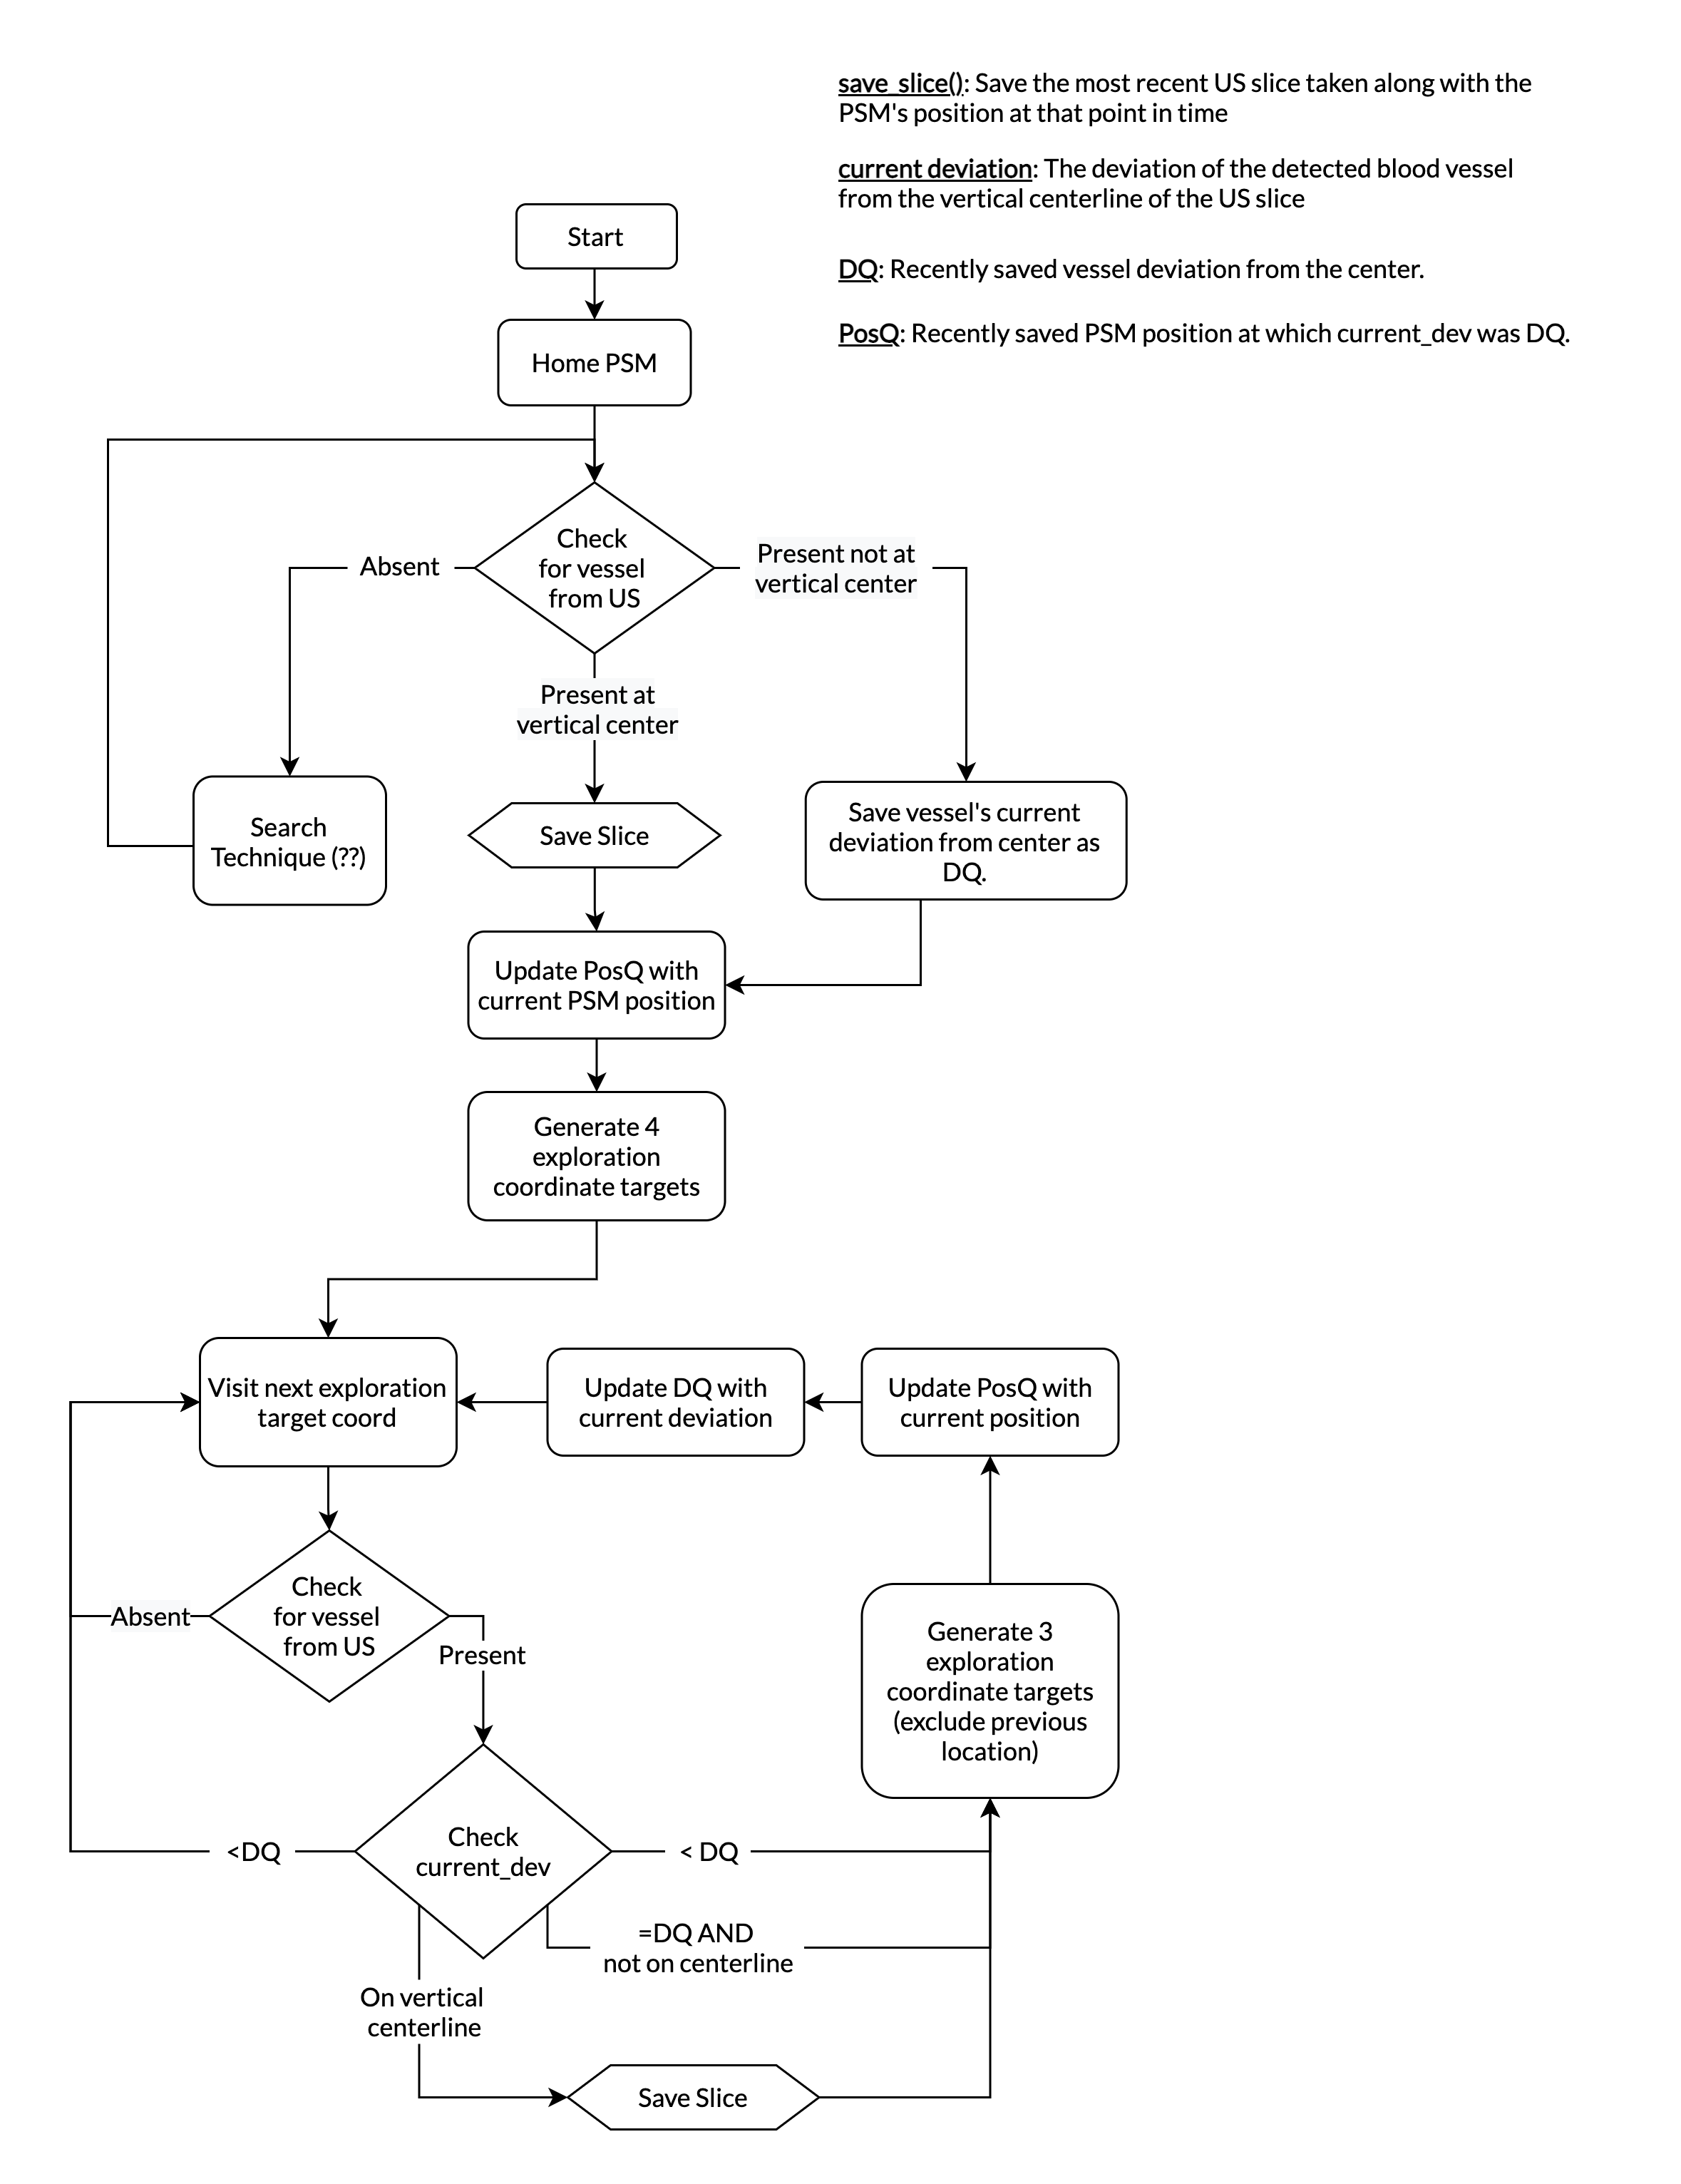 save_slice(): Save the most recent US slice taken along with the
PSM's position at that point in time
current deviation: The deviation of the detected blood vessel
from the vertical centerline of the US slice
DQ: Recently saved vessel deviation from the center.
PosQ: Recently saved PSM position at which current_dev was DQ.
Start
Home PSM
Check
for vessel
from US
Absent
Present not at
vertical center
Present at
vertical center
Search
Technique (??)
Save Slice
Save vessel's current
deviation from center as
DQ.
Update PosQ with
current PSM position
Generate 4
exploration
coordinate targets
Visit next exploration
target coord
Update DQ with
current deviation
Update PosQ with
current position
Check
for vessel
from US
Absent
Present
Generate 3
exploration
coordinate targets
(exclude previous
location)
Check
current_dev
<DQ
< DQ
=DQ AND
not on centerline
On vertical
centerline
Save Slice